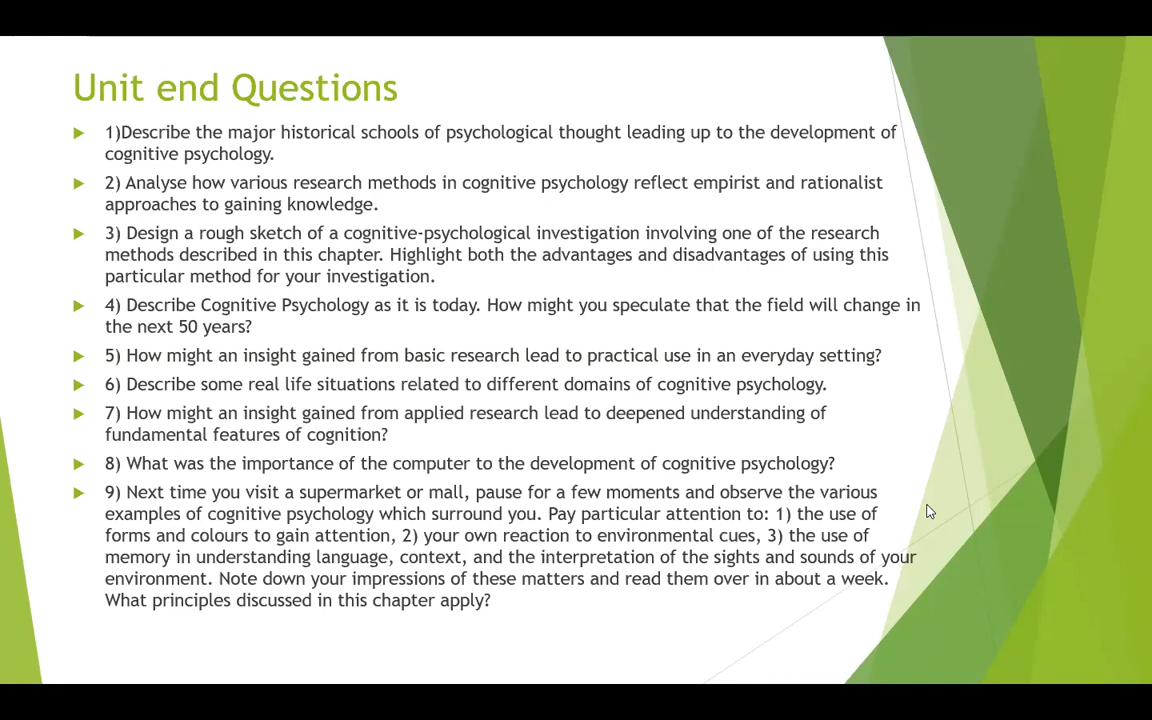 Unit end Questions
1)Describe the major historical schools of psychological thought leading up to the development of
cognitive psychology.
2) Analyse how various research methods in cognitive psychology reflect empirist and rationalist
approaches to gaining knowledge.
3) Design a rough sketch of a cognitive-psychological investigation involving one of the research
methods described in this chapter. Highlight both the advantages and disadvantages of using this
particular method for your investigation.
4) Describe Cognitive Psychology as it is today. How might you speculate that the field will change in
the next 50 years?
5) How might an insight gained from basic research lead to practical use in an everyday setting?
6) Describe some real life situations related to different domains of cognitive psychology.
7) How might an insight gained from applied research lead to deepened understanding of
fundamental features of cognition?
8) What was the importance of the computer to the development of cognitive psychology?
9) Next time you visit a supermarket or mall, pause for a few moments and observe the various
examples of cognitive psychology which surround you. Pay particular attention to: 1) the use of
forms and colours to gain attention, 2) your own reaction to environmental cues, 3) the use of
memory in understanding language, context, and the interpretation of the sights and sounds of your
environment. Note down your impressions of these matters and read them over in about a week.
What principles discussed in this chapter apply?